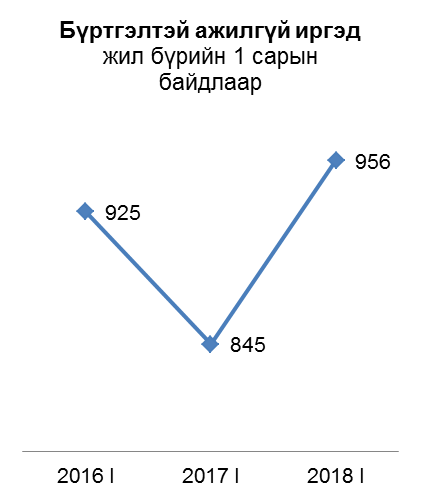 Бүртгэлтэй ажилгүй иргэд
жил бүрийн 1 сарын
байдлаар
956
925
845
2016 I
2017 I
2018 I